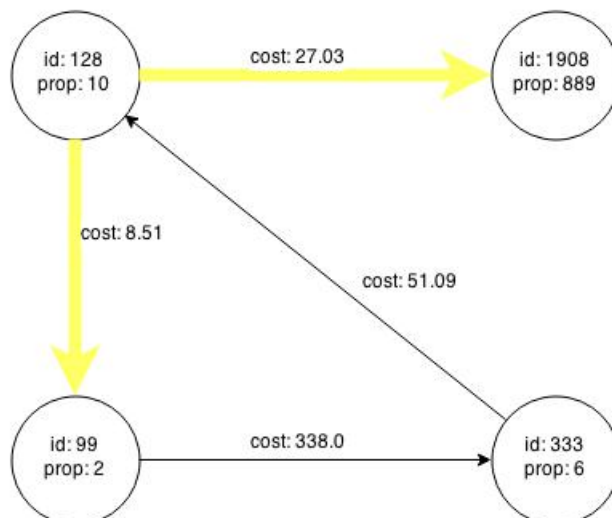 id: 128
prop: 10
cost: 27.03
id: 1908
prop: 889
cost: 8.51
cost: 51.09
id: 99
prop: 2
cost: 338.0
id: 333
prop: 6